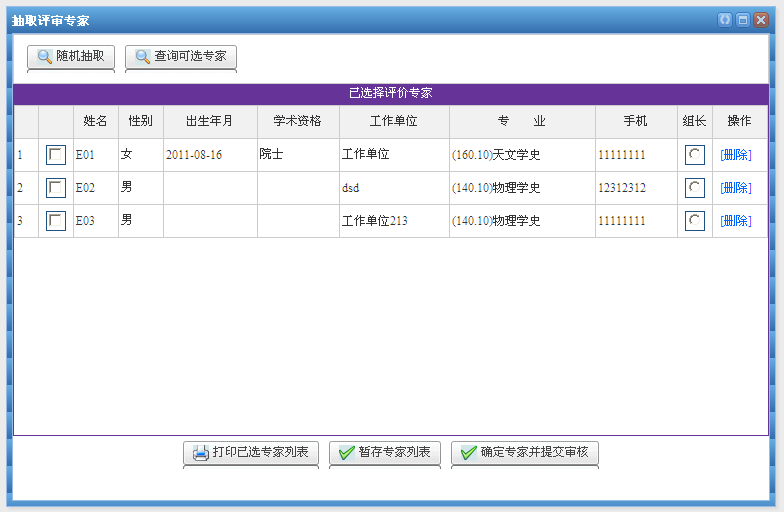 抽取评审专家
随机抽取 查询可选专家
已选择评价专家
姓名 性别 出生年月 学术资格 工作单位 专 业 手机 组长 操作
1 E01 女 2011-08-16 院士 工作单位 (160.10)天文学史 11111111 [删除]
2 E02 男 dsd (140.10)物理学史 12312312 [删除]
3 E03 男 工作单位213 (140.10)物理学史 11111111 [删除]
打印已选专家列表 暂存专家列表 确定专家并提交审核